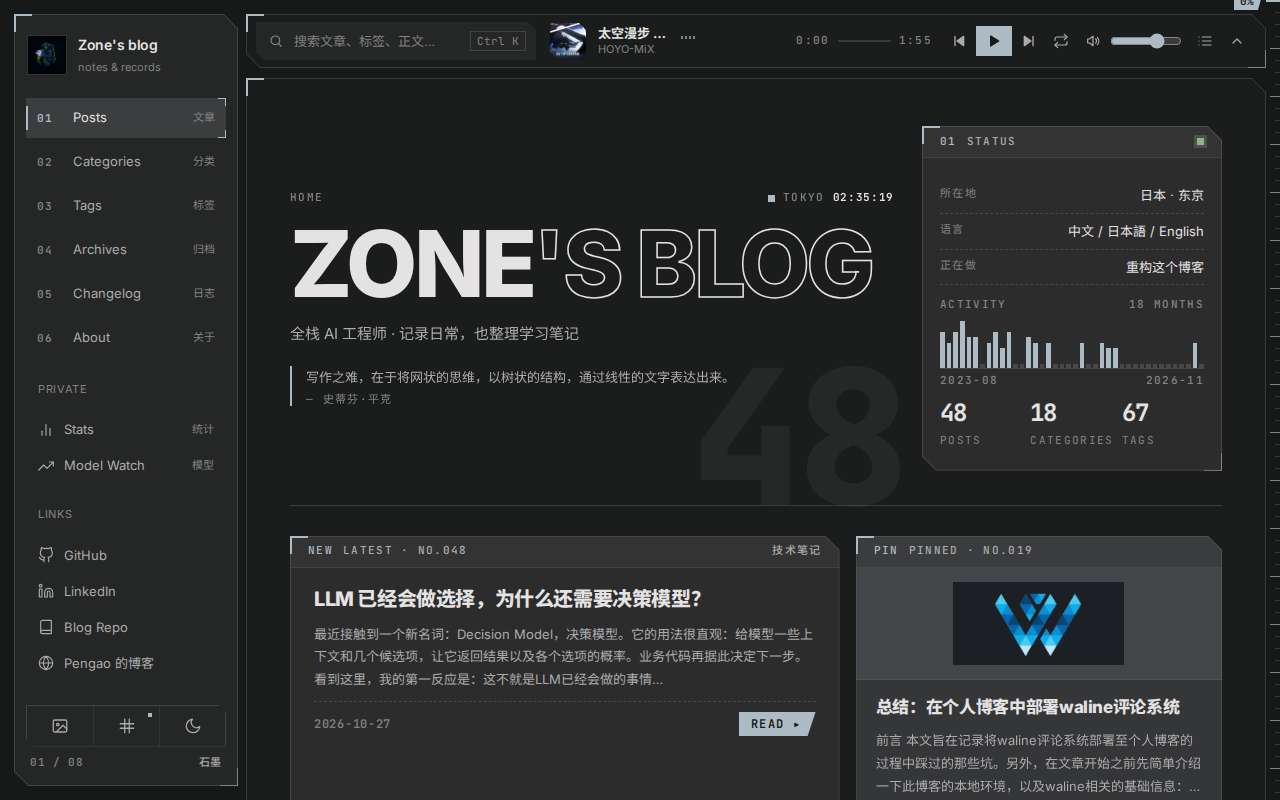 Zone's blog
notes & records
01 Posts 文章
02 Categories 分类
03 Tags 标签
04 Archives 归档
05 Changelog 日志
06 About 关于
PRIVATE
Stats 统计
Model Watch 模型
LINKS
GitHub
LinkedIn
Blog Repo
Pengao 的博客
01 / 08 石墨
搜索文章、标签、正文... Ctrl K
太空漫步 ...
HOYO-MiX
0:00 1:55
0%
HOME
TOKYO 02:35:19
ZONE'S BLOG
全栈 AI 工程师 · 记录日常，也整理学习笔记
写作之难，在于将网状的思维，以树状的结构，通过线性的文字表达出来。
— 史蒂芬·平克
48
01 STATUS
所在地 日本 · 东京
语言 中文 / 日本語 / English
正在做 重构这个博客
ACTIVITY 18 MONTHS
2023-08 2026-11
48 18 67
POSTS CATEGORIES TAGS
NEW LATEST · NO.048 技术笔记
LLM 已经会做选择，为什么还需要决策模型？
最近接触到一个新名词：Decision Model，决策模型。它的用法很直观：给模型一些上
下文和几个候选项，让它返回结果以及各个选项的概率。业务代码再据此决定下一步。
看到这里，我的第一反应是：这不就是LLM已经会做的事情...
2026-10-27 READ ▸
PIN PINNED · NO.019
总结：在个人博客中部署waline评论系统
前言 本文旨在记录将waline评论系统部署至个人博客的
过程中踩过的那些坑。另外，在文章开始之前先简单介绍
一下此博客的本地环境，以及waline相关的基础信息：...